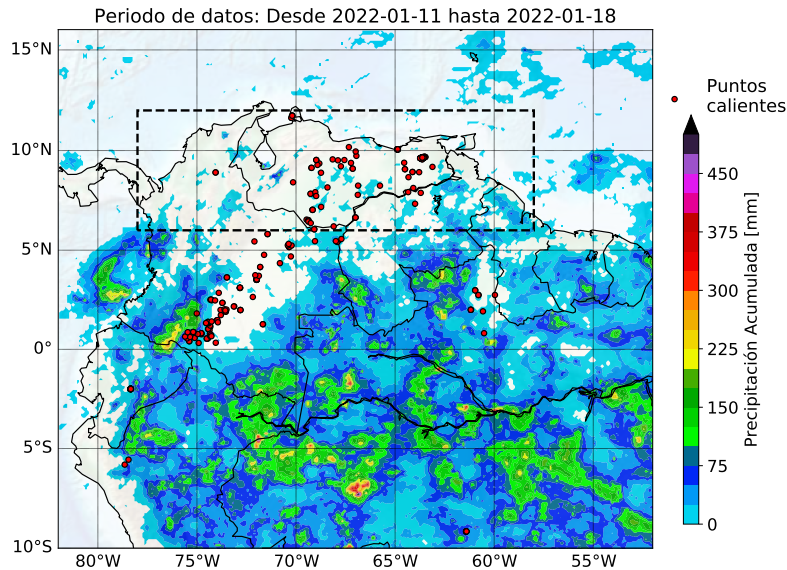 Periodo de datos: Desde 2022-01-11 hasta 2022-01-18
15°N
10°N
5°N
0°
5°S
10°S
80°W
75°W
70°W
65°W
60°W
55°W
Puntos
calientes
450
375
300
225
150
75
0
Precipitación Acumulada [mm]